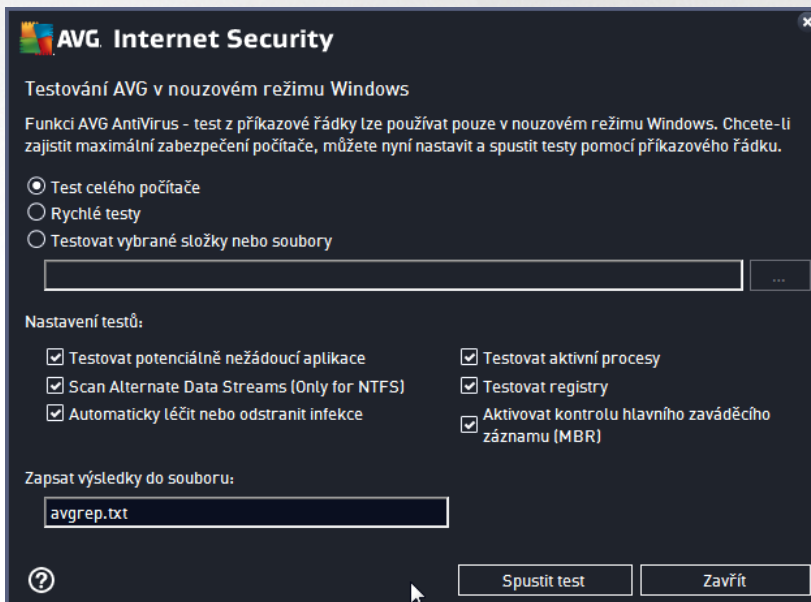 AVG. Internet Security
Testování AVG v nouzovém režimu Windows
Funkci AVG AntiVirus - test z příkazové řádky lze používat pouze v nouzovém režimu Windows. Chcete-li
zajistit maximální zabezpečení počítače, můžete nyní nastavit a spustit testy pomocí příkazového řádku.
Test celého počítače
Rychlé testy
Testovat vybrané složky nebo soubory
...
Nastavení testů:
Testovat potenciálně nežádoucí aplikace
Testovat aktivní procesy
Scan Alternate Data Streams (Only for NTFS)
Testovat registry
Automaticky léčit nebo odstranit infekce
Aktivovat kontrolu hlavního zaváděcího
záznamu (MBR)
Zapsat výsledky do souboru:
avgrep.txt
?
Spustit test
Zavřít